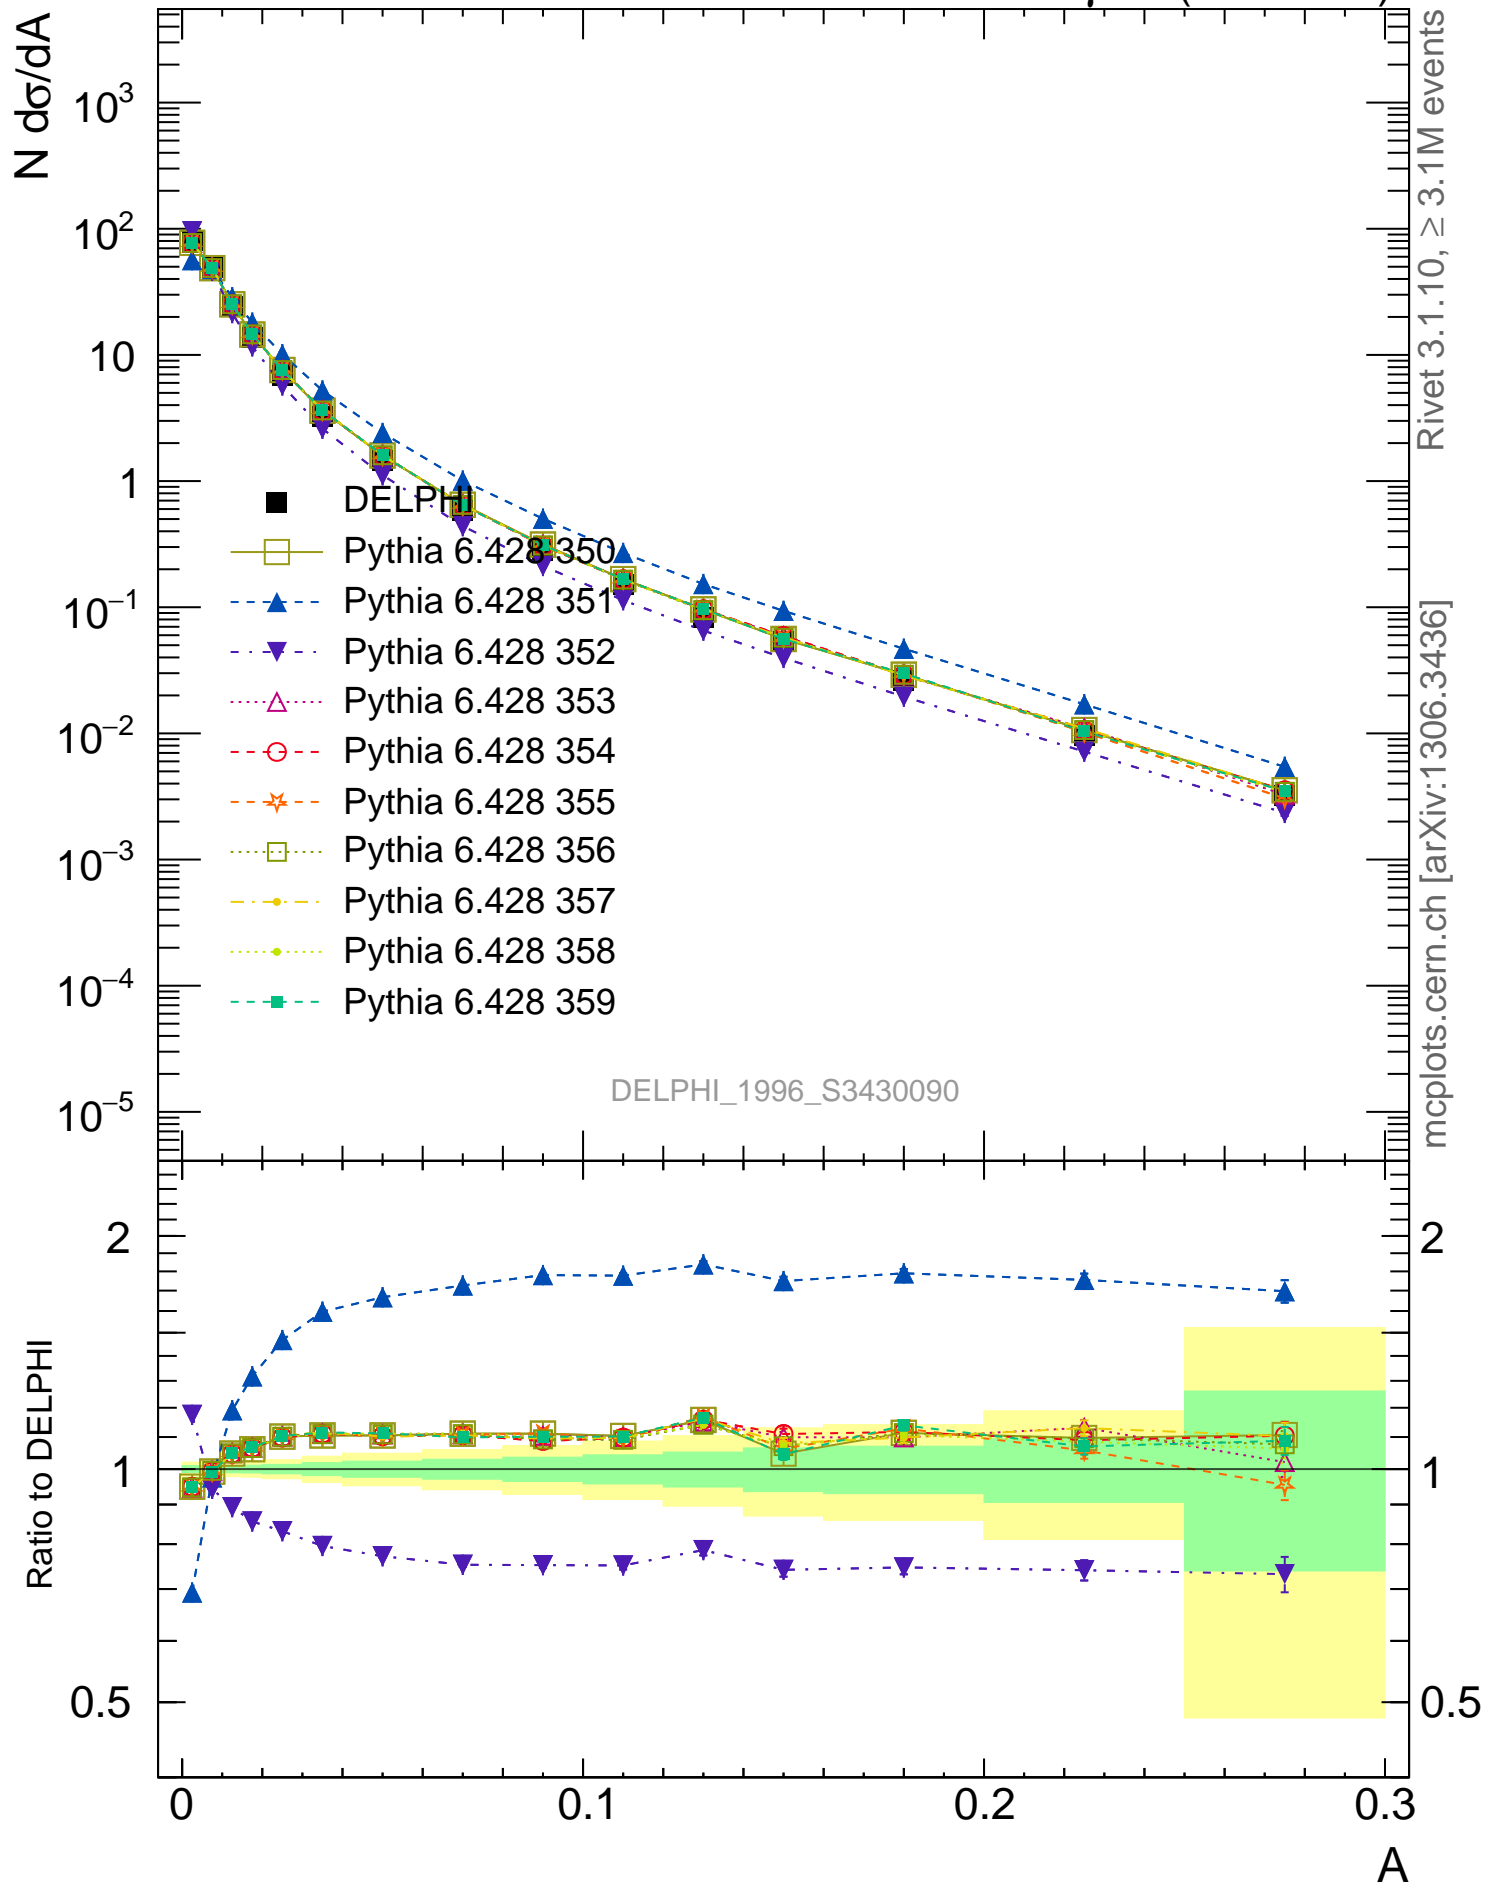 N dσ/dA
10³
10²
10
1
10⁻¹
10⁻²
10⁻³
10⁻⁴
10⁻⁵
DELPHI
Pythia 6.428 350
Pythia 6.428 351
Pythia 6.428 352
Pythia 6.428 353
Pythia 6.428 354
Pythia 6.428 355
Pythia 6.428 356
Pythia 6.428 357
Pythia 6.428 358
Pythia 6.428 359
DELPHI_1996_S3430090
Rivet 3.1.10, ≥ 3.1M events
mcplots.cern.ch [arXiv:1306.3436]
Ratio to DELPHI
2
1
0.5
2
1
0.5
0
0.1
0.2
0.3
A